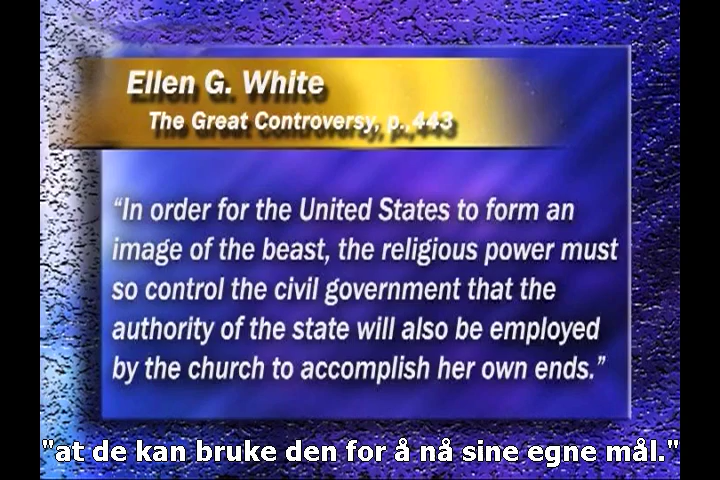 Ellen G. White
The Great Controversy, p. 443
“In order for the United States to form an
image of the beast, the religious power must
so control the civil government that the
authority of the state will also be employed
by the church to accomplish her own ends.”
"at de kan bruke den for å nå sine egne mål."